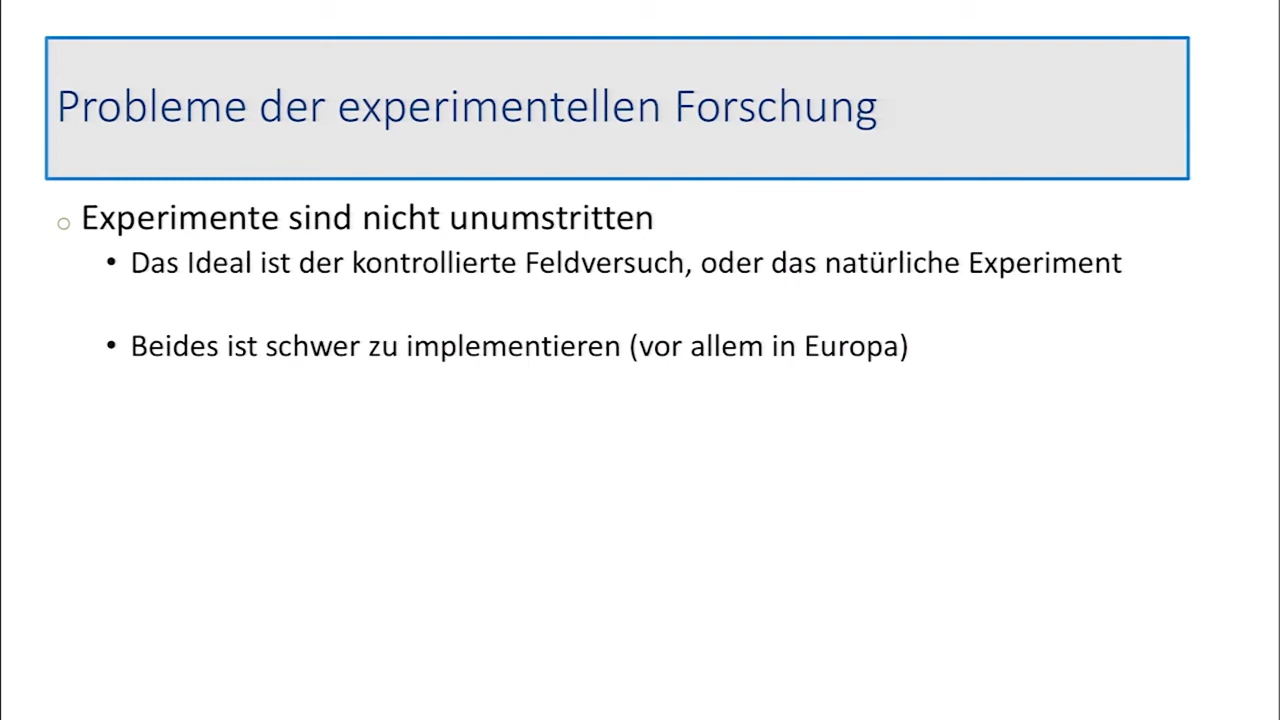 Probleme der experimentellen Forschung
○ Experimente sind nicht unumstritten
• Das Ideal ist der kontrollierte Feldversuch, oder das natürliche Experiment
• Beides ist schwer zu implementieren (vor allem in Europa)